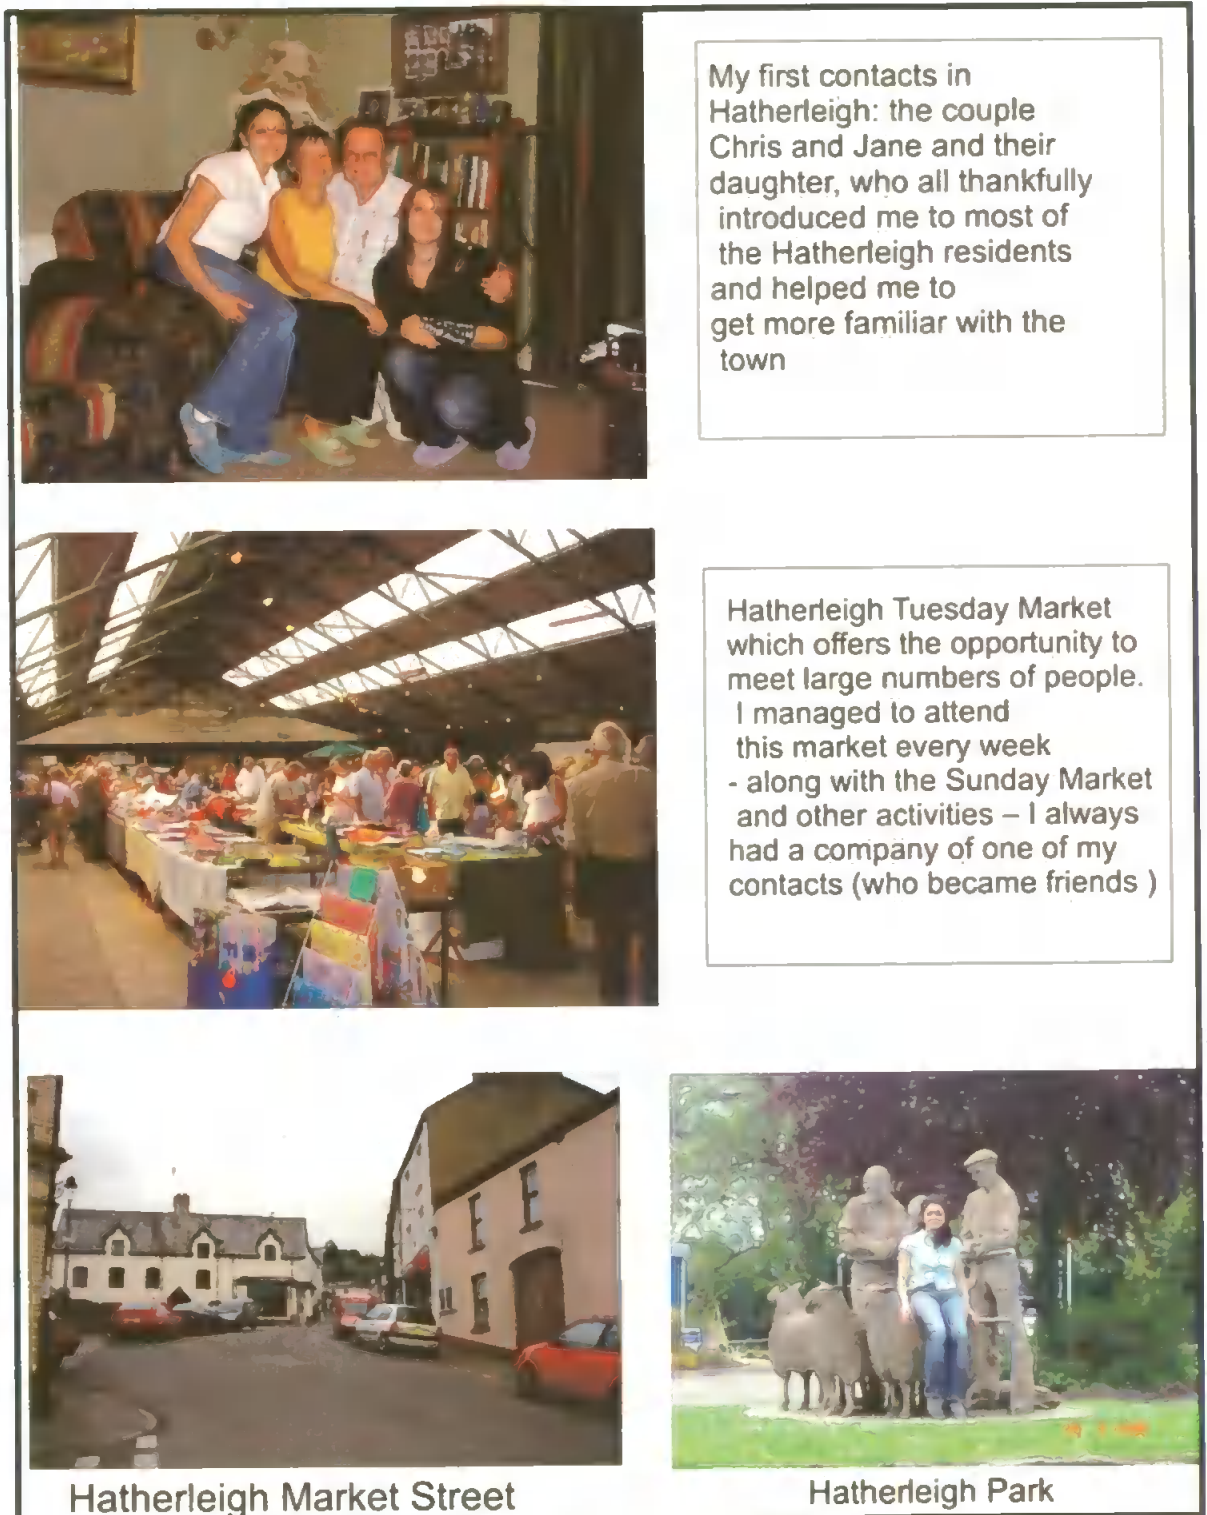 My first contacts in
Hatherleigh: the couple
Chris and Jane and their
daughter, who all thankfully
introduced me to most of
the Hatherleigh residents
and helped me to
get more familiar with the
town
Hatherleigh Tuesday Market
which offers the opportunity to
meet large numbers of people.
I managed to attend
this market every week
- along with the Sunday Market
and other activities – I always
had a company of one of my
contacts (who became friends )
Hatherleigh Market Street
Hatherleigh Park